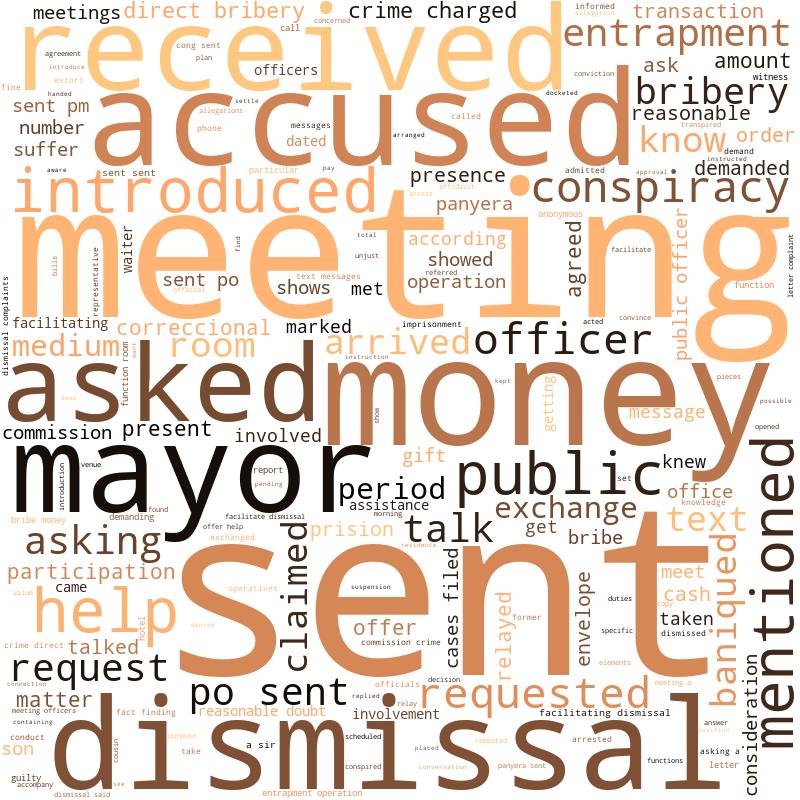 meetings direct bribery crime charged informed transaction
allegation
concerned
received call entrapment
agreement cong sent
introduce plan officers ask amount
extort
fine handed conviction witness
accused docketed bribery
sent pm allegations settle reasonable
number phone messages called transpired know order
suffer dated arranged demand
instructed
aware sent sent particular pay presence admitted approval demanded
introduced arrest affidavit conspiracy
panyera
meeting
anonymous
waiter total according
find unjust showed agreed facilitate
bills representative sent po text messages referred operation public officer letter complaint
official shows met function
dismissal complaints
facilitating correccional marked imprisonment acted convince
medium room arrived officer
function room want instruction
asked money
deep kept getting pieces possible
show message
commission present involved opened
mayor gift public knew
introduction venue report set
pending period exchange office
assistance knowledge
bribe money demanding found facilitate dismissal morning talk get bribe text mentioned
offer help
asking exchanged claimed prision
residence
participation came cases filed meet
value help operatives suspension envelope duties cash baniqued
sent
denied relayed former copy taken
hotel offer specific dismissed
crime direct talked commission crime elements
request decision
connection officials meeting a
matter po sent replied requested consideration
relay
meeting officers fact finding reasonable doubt involvement facilitating dismissal
containing
conduct purpose scheduled answer position
son cousin take a sir placed repeated arrested asking a
dismissal
guilty see conspired conversation functions letter
accompany
dismissal said entrapment operation panyera sent